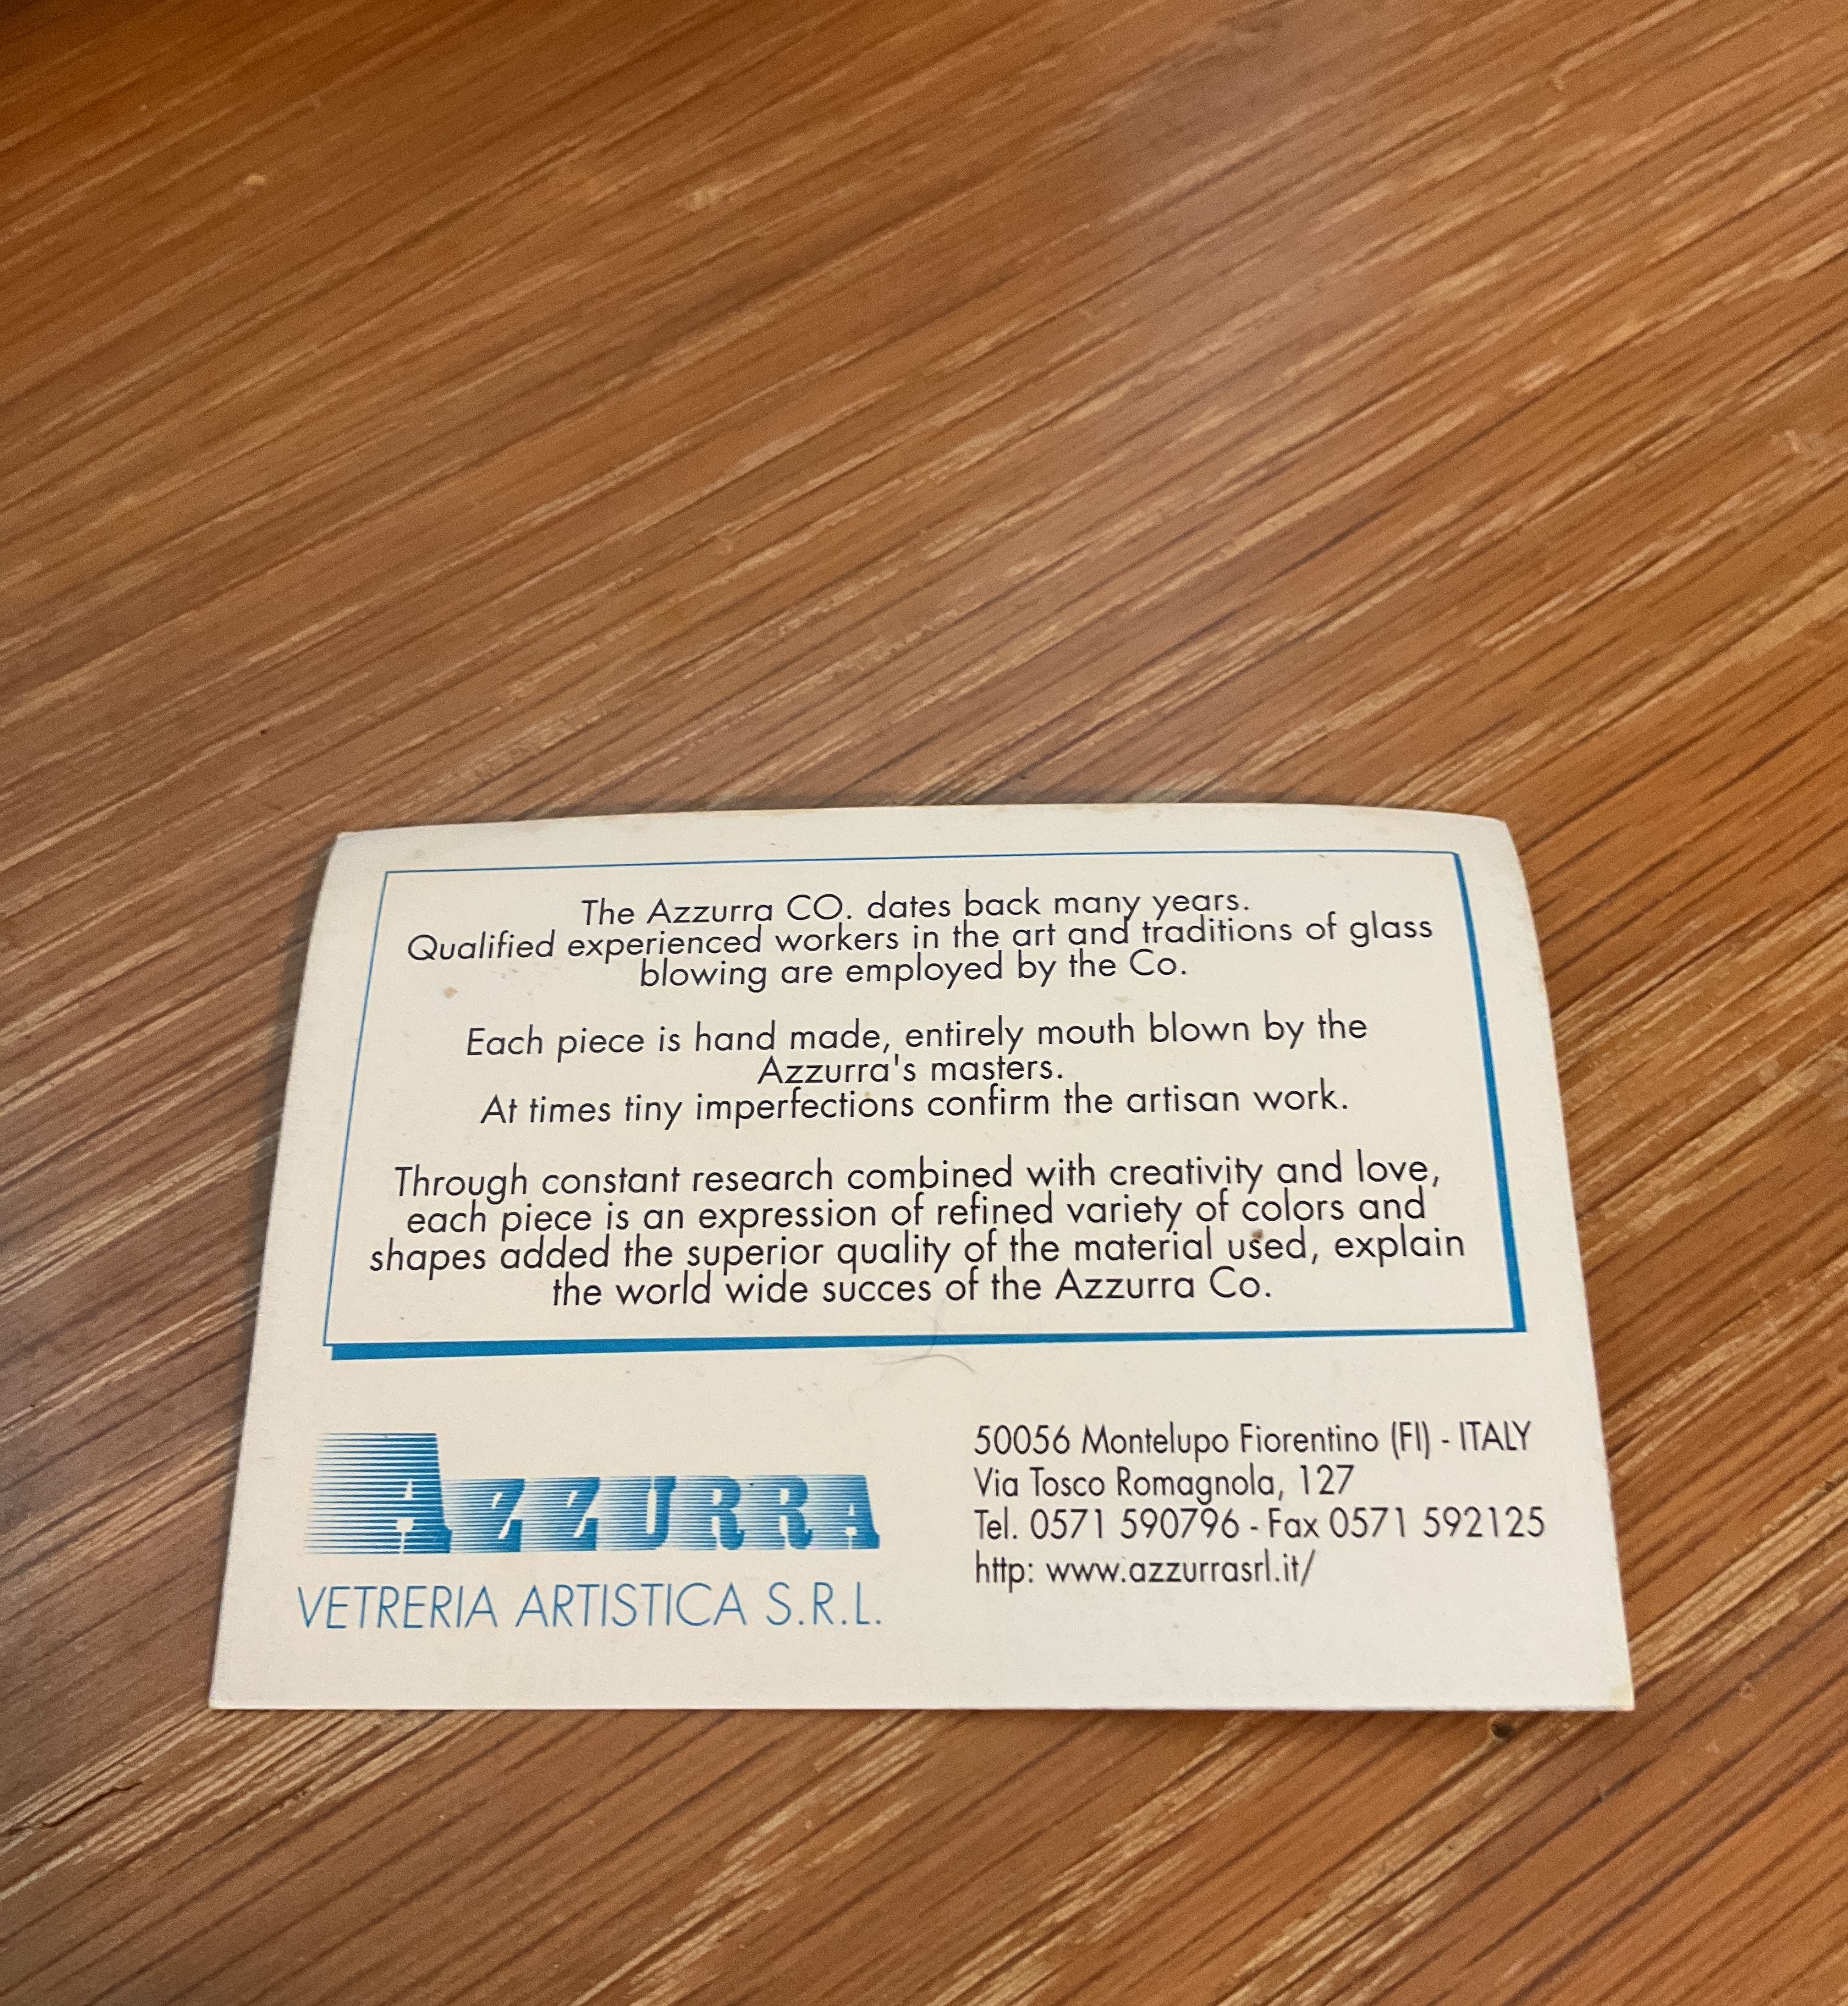 The Azzurra CO. dates back many years.
Qualified experienced workers in the art and traditions of glass
blowing are employed by the Co.
Each piece is hand made, entirely mouth blown by the
Azzurra's masters.
At times tiny imperfections confirm the artisan work.
Through constant research combined with creativity and love,
each piece is an expression of refined variety of colors and
shapes added the superior quality of the material used, explain
the world wide succes of the Azzurra Co.
AZZURRA
VETRERIA ARTISTICA S.R.L.
50056 Montelupo Fiorentino (FI) - ITALY
Via Tosco Romagnola, 127
Tel. 0571 590796 - Fax 0571 592125
http: www.azzurrasrl.it/